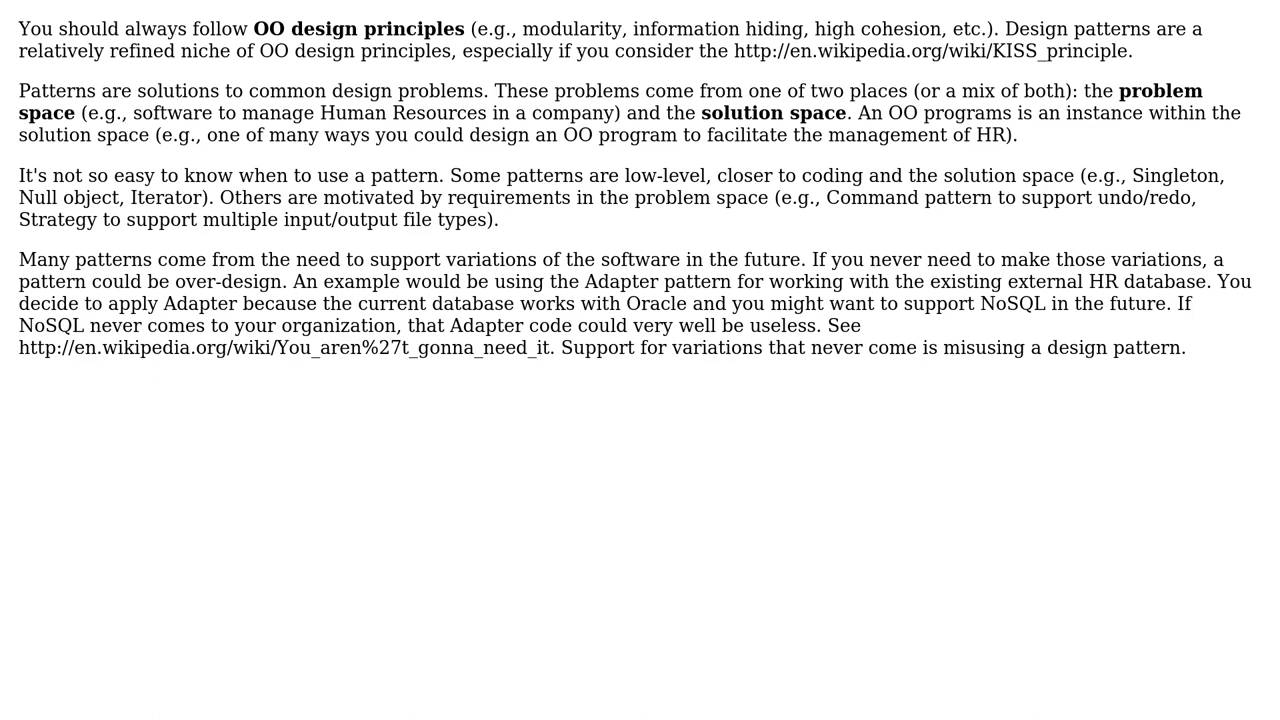 You should always follow OO design principles (e.g., modularity, information hiding, high cohesion, etc.). Design patterns are a
relatively refined niche of OO design principles, especially if you consider the http://en.wikipedia.org/wiki/KISS_principle.
Patterns are solutions to common design problems. These problems come from one of two places (or a mix of both): the problem
space (e.g., software to manage Human Resources in a company) and the solution space. An OO programs is an instance within the
solution space (e.g., one of many ways you could design an OO program to facilitate the management of HR).
It's not so easy to know when to use a pattern. Some patterns are low-level, closer to coding and the solution space (e.g., Singleton,
Null object, Iterator). Others are motivated by requirements in the problem space (e.g., Command pattern to support undo/redo,
Strategy to support multiple input/output file types).
Many patterns come from the need to support variations of the software in the future. If you never need to make those variations, a
pattern could be over-design. An example would be using the Adapter pattern for working with the existing external HR database. You
decide to apply Adapter because the current database works with Oracle and you might want to support NoSQL in the future. If
NoSQL never comes to your organization, that Adapter code could very well be useless. See
http://en.wikipedia.org/wiki/You_aren%27t_gonna_need_it. Support for variations that never come is misusing a design pattern.